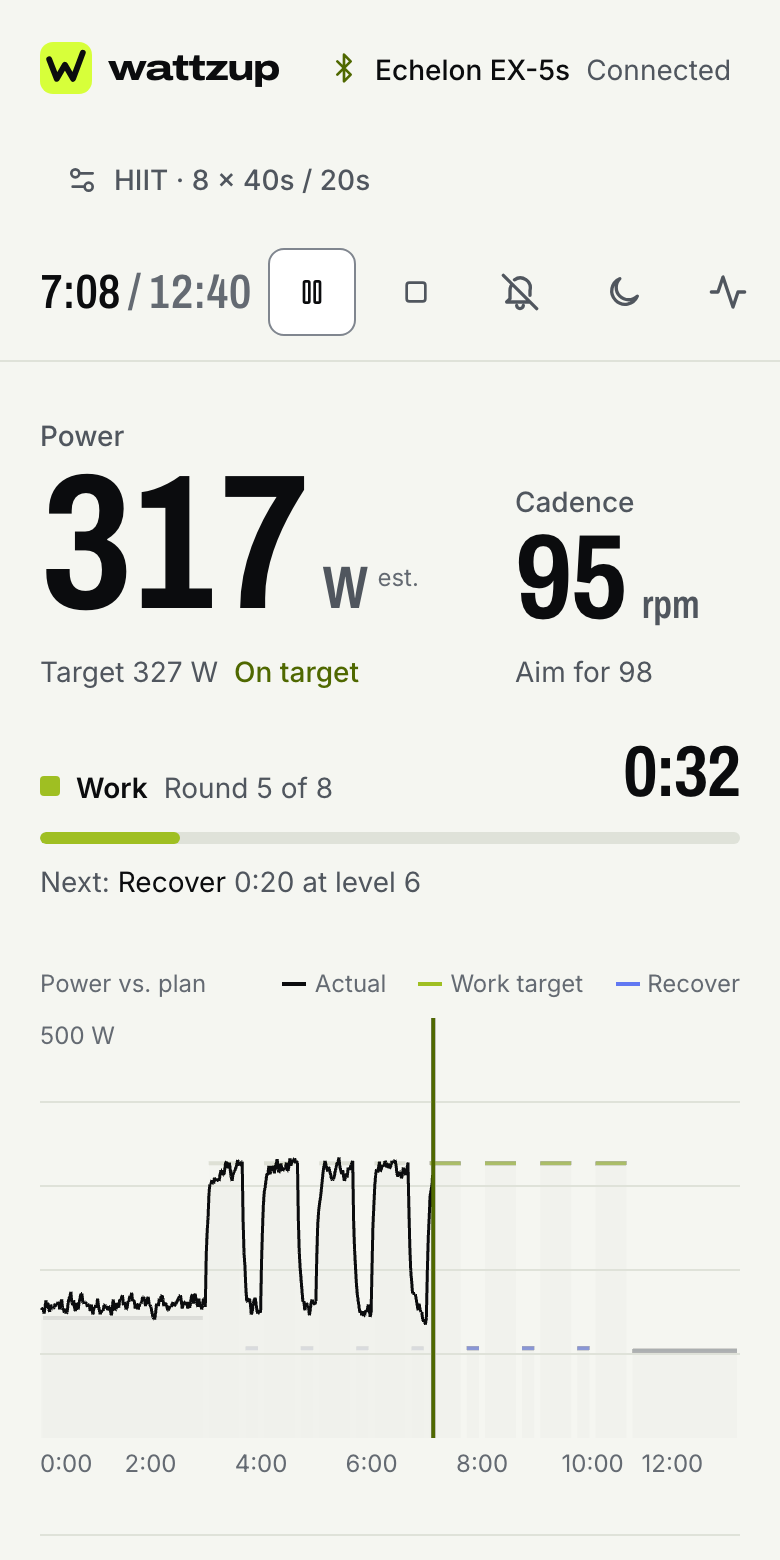 wattzup Echelon EX-5s Connected
HIIT · 8 × 40s / 20s
7:08 / 12:40
Power
317 W est.
Cadence
95 rpm
Target 327 W On target
Aim for 98
Work Round 5 of 8 0:32
Next: Recover 0:20 at level 6
Power vs. plan Actual Work target Recover
500 W
0:00 2:00 4:00 6:00 8:00 10:00 12:00